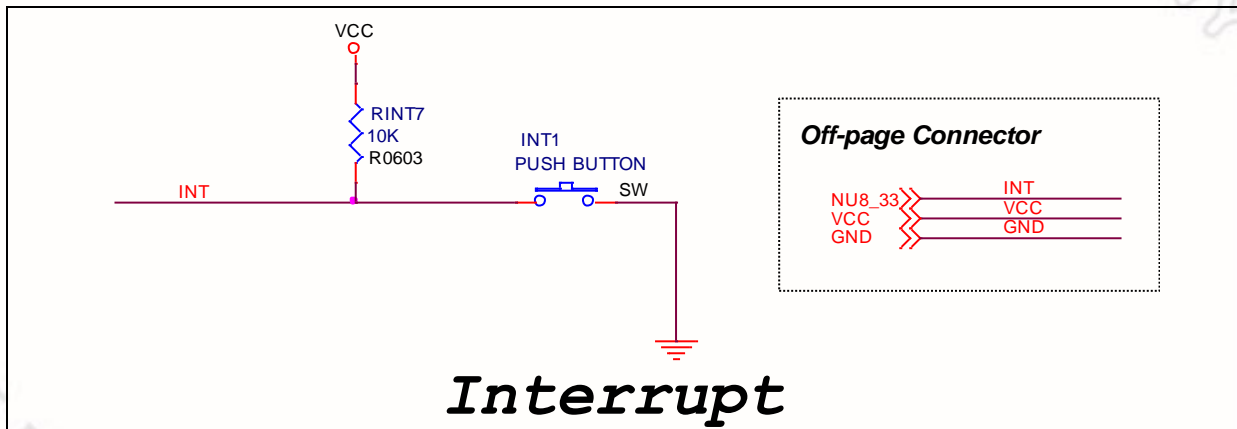 VCC
RINT7
10K
R0603
INT
INT1
PUSH BUTTON
SW
Off-page Connector
NU8_33 INT
VCC VCC
GND GND
Interrupt